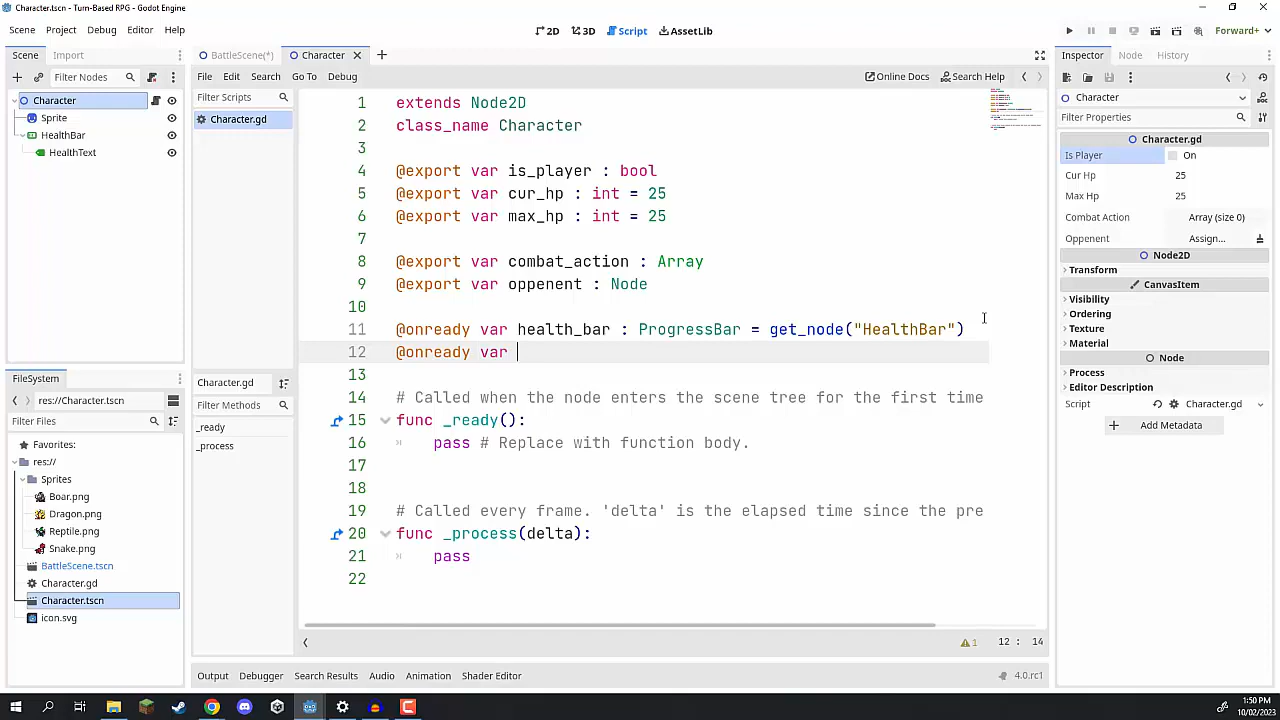 Character.tscn - Turn-Based RPG - Godot Engine
Scene Project Debug Editor Help
2D 3D Script AssetLib
Forward+
Scene Import
Filter Nodes
Character
Sprite
HealthBar
HealthText
FileSystem
res://Character.tscn
Filter Files
Favorites:
res://
Sprites
Boar.png
Dragon.png
Reptile.png
Snake.png
BattleScene.tscn
Character.gd
Character.tscn
icon.svg
BattleScene(*) Character
File Edit Search Go To Debug
Online Docs Search Help
Filter Scripts
Character.gd
Character.gd
Filter Methods
_ready
_process
1 extends Node2D
2 class_name Character
3
4 @export var is_player : bool
5 @export var cur_hp : int = 25
6 @export var max_hp : int = 25
7
8 @export var combat_action : Array
9 @export var oppenent : Node
10
11 @onready var health_bar : ProgressBar = get_node("HealthBar")
12 @onready var
13
14 # Called when the node enters the scene tree for the first time
15 func _ready():
16 pass # Replace with function body.
17
18
19 # Called every frame. 'delta' is the elapsed time since the pre
20 func _process(delta):
21 pass
22
1 12 : 14
Output Debugger Search Results Audio Animation Shader Editor
4.0.rc1
Inspector Node History
Character
Filter Properties
Character.gd
Is Player On
Cur Hp 25
Max Hp 25
Combat Action Array (size 0)
Oppenent Assign...
Node2D
Transform
CanvasItem
Visibility
Ordering
Texture
Material
Node
Process
Editor Description
Script Character.gd
Add Metadata
1:50 PM
10/02/2023